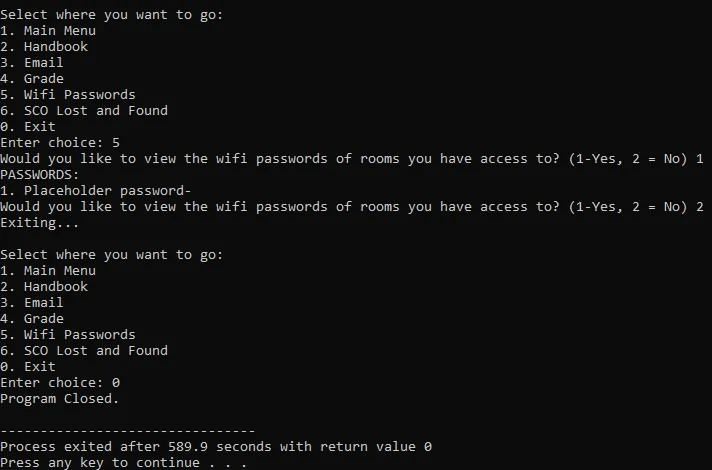 Select where you want to go:
1. Main Menu
2. Handbook
3. Email
4. Grade
5. Wifi Passwords
6. SCO Lost and Found
0. Exit
Enter choice: 5
Would you like to view the wifi passwords of rooms you have access to? (1-Yes, 2 = No) 1
PASSWORDS:
1. Placeholder password-
Would you like to view the wifi passwords of rooms you have access to? (1-Yes, 2 = No) 2
Exiting...

Select where you want to go:
1. Main Menu
2. Handbook
3. Email
4. Grade
5. Wifi Passwords
6. SCO Lost and Found
0. Exit
Enter choice: 0
Program Closed.

--------------------------------
Process exited after 589.9 seconds with return value 0
Press any key to continue . . .